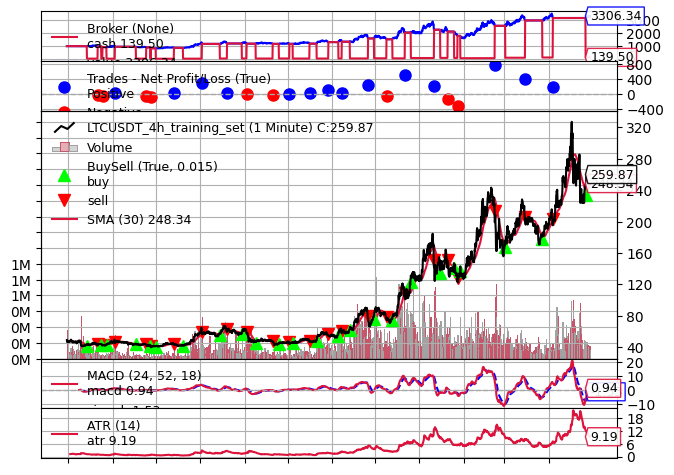 Broker (None)
cash 139.50
3306.34
2000
1000
139.50
Trades - Net Profit/Loss (True)
Positive
800
400
0
−400
LTCUSDT_4h_training_set (1 Minute) C:259.87
Volume
BuySell (True, 0.015)
buy
sell
SMA (30) 248.34
320
280
259.87
248.34
240
200
160
120
80
40
1M
1M
1M
0M
0M
0M
0M
MACD (24, 52, 18)
macd 0.94
20
10
0.94
0
−10
ATR (14)
atr 9.19
18
12
9.19
6
0